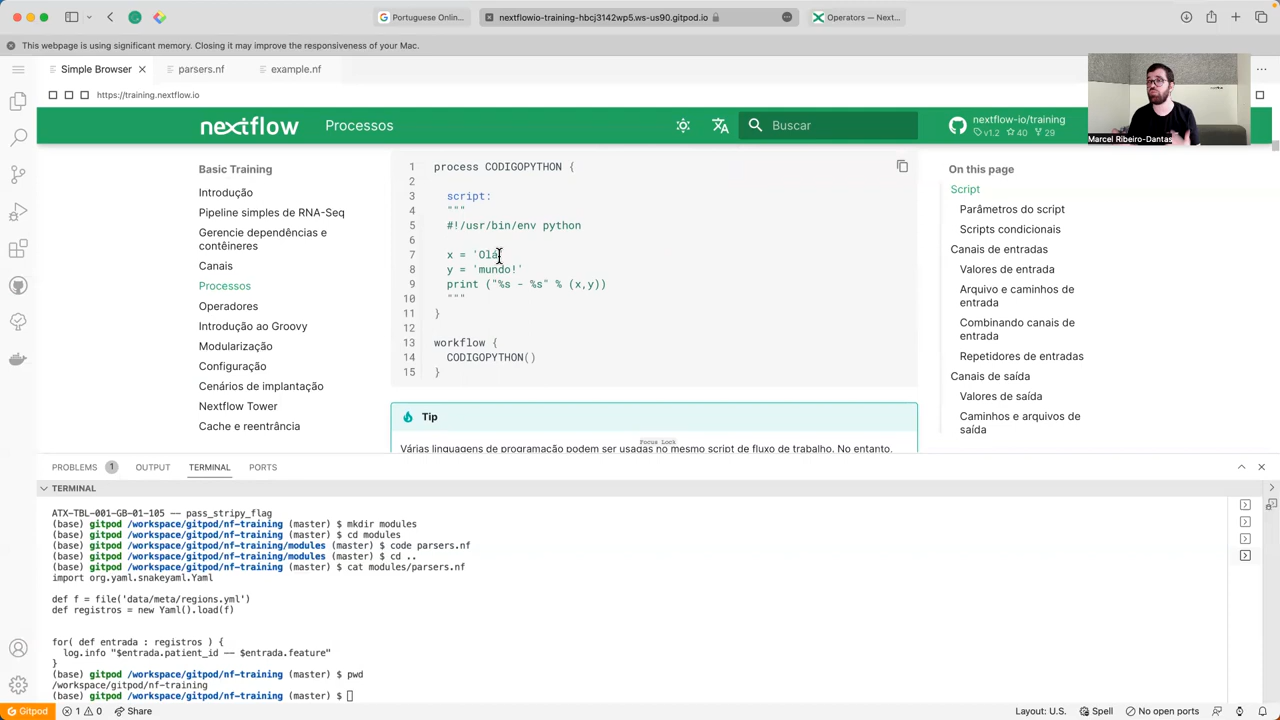 Portuguese Onlin...
nextflowio-training-hbcj3142wp5.ws-us90.gitpod.io
Operators — Next...
This webpage is using significant memory. Closing it may improve the responsiveness of your Mac.
Simple Browser
parsers.nf
example.nf
https://training.nextflow.io
nextflow
Processos
Buscar
nextflow-io/training
v1.2 40 29
Marcel Ribeiro-Dantas
Basic Training
Introdução
Pipeline simples de RNA-Seq
Gerencie dependências e
contêineres
Canais
Processos
Operadores
Introdução ao Groovy
Modularização
Configuração
Cenários de implantação
Nextflow Tower
Cache e reentrância
1 process CODIGOPYTHON {
2
3 script:
4 """
5 #!/usr/bin/env python
6
7 x = 'Olá
8 y = 'mundo!'
9 print ("%s - %s" % (x,y))
10 """
11 }
12
13 workflow {
14 CODIGOPYTHON()
15 }
Tip
Várias linguagens de programação podem ser usadas no mesmo script de fluxo de trabalho. No entanto,
Focus Lock
On this page
Script
Parâmetros do script
Scripts condicionais
Canais de entradas
Valores de entrada
Arquivo e caminhos de
entrada
Combinando canais de
entrada
Repetidores de entradas
Canais de saída
Valores de saída
Caminhos e arquivos de
saída
PROBLEMS 1 OUTPUT TERMINAL PORTS
TERMINAL
ATX-TBL-001-GB-01-105 -- pass_stripy_flag
(base) gitpod /workspace/gitpod/nf-training (master) $ mkdir modules
(base) gitpod /workspace/gitpod/nf-training (master) $ cd modules
(base) gitpod /workspace/gitpod/nf-training/modules (master) $ code parsers.nf
(base) gitpod /workspace/gitpod/nf-training/modules (master) $ cd ..
(base) gitpod /workspace/gitpod/nf-training (master) $ cat modules/parsers.nf
import org.yaml.snakeyaml.Yaml
def f = file('data/meta/regions.yml')
def registros = new Yaml().load(f)
for( def entrada : registros ) {
log.info "$entrada.patient_id -- $entrada.feature"
}
(base) gitpod /workspace/gitpod/nf-training (master) $ pwd
/workspace/gitpod/nf-training
(base) gitpod /workspace/gitpod/nf-training (master) $
Gitpod 1 0 Share
Layout: U.S. Spell No open ports